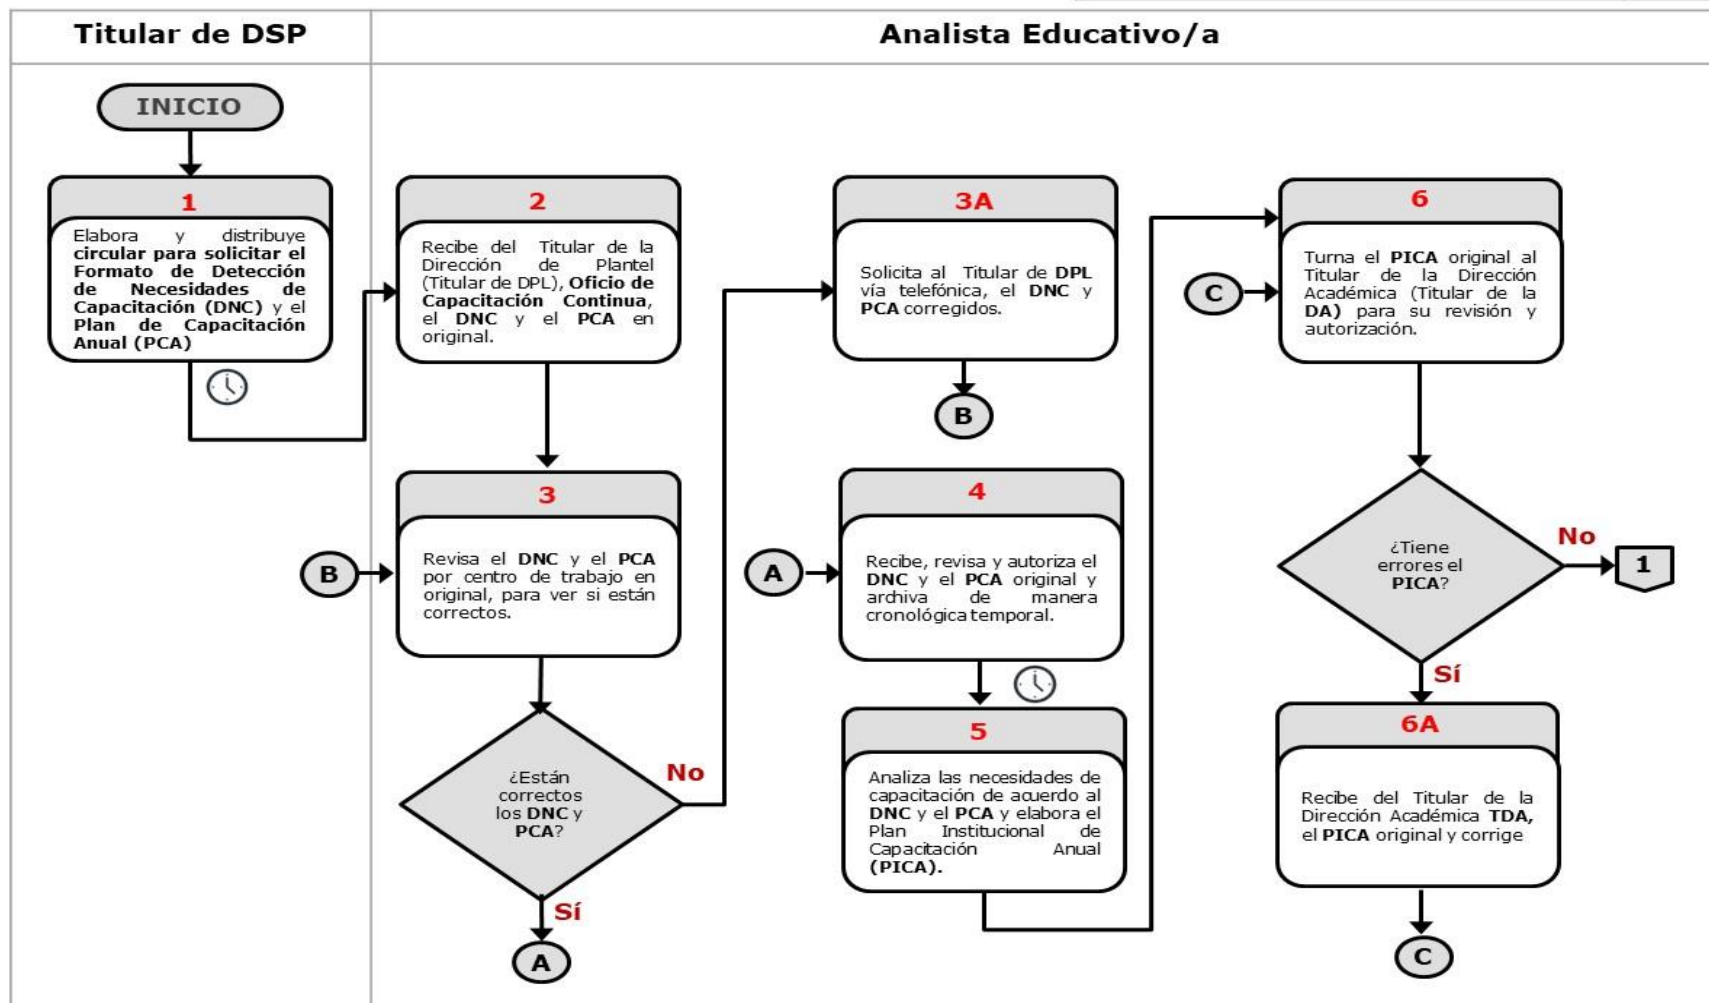 Titular de DSP
Analista Educativo/a
INICIO
1
Elabora y distribuye
circular para solicitar el
Formato de Detección
de Necesidades de
Capacitación (DNC) y el
Plan de Capacitación
Anual (PCA)
2
Recibe del Titular de la
Dirección de Plantel
(Titular de DPL), Oficio de
Capacitación Continua,
el DNC y el PCA en
original.
B
3
Revisa el DNC y el PCA
por centro de trabajo en
original, para ver si están
correctos.
¿Están
correctos
los DNC y
PCA?
No
Sí
A
3A
Solicita al Titular de DPL
vía telefónica, el DNC y
PCA corregidos.
B
A
4
Recibe, revisa y autoriza el
DNC y el PCA original y
archiva de manera
cronológica temporal.
5
Analiza las necesidades de
capacitación de acuerdo al
DNC y el PCA y elabora el
Plan Institucional de
Capacitación Anual
(PICA).
C
6
Turna el PICA original al
Titular de la Dirección
Académica (Titular de la
DA) para su revisión y
autorización.
¿Tiene
errores el
PICA?
No
1
Sí
6A
Recibe del Titular de la
Dirección Académica TDA,
el PICA original y corrige
C